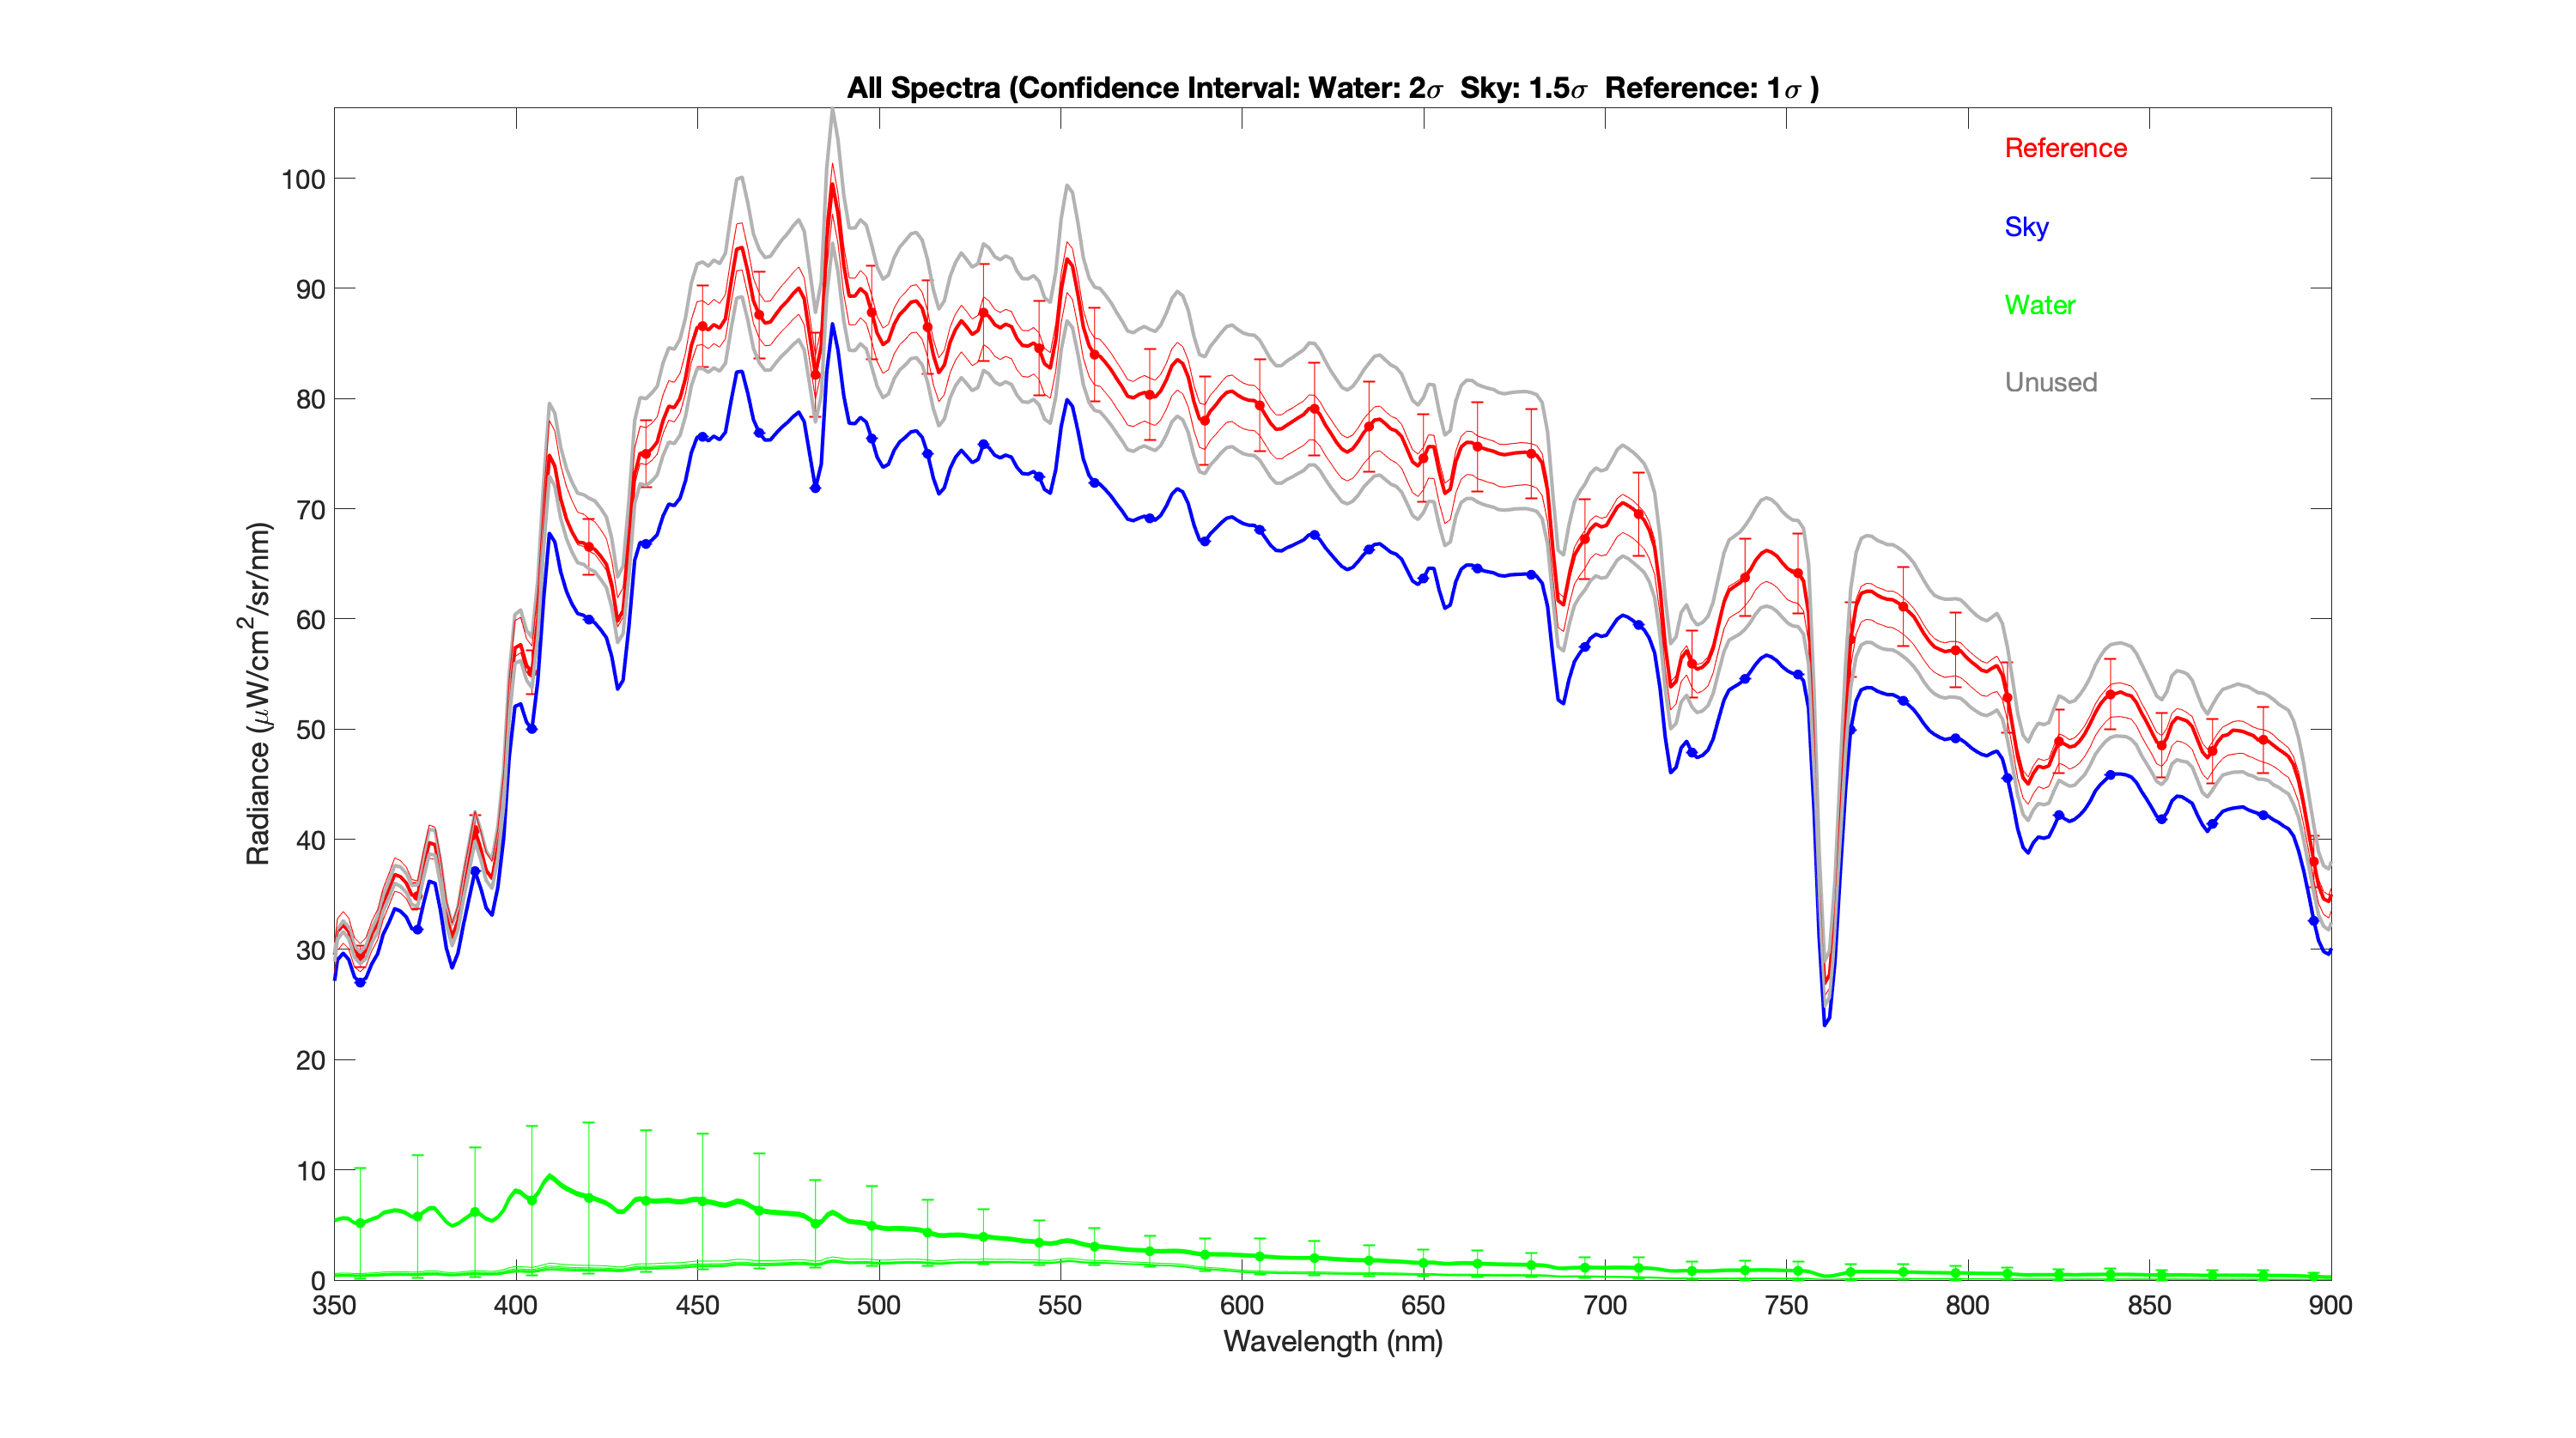 All Spectra (Confidence Interval: Water: 2σ  Sky: 1.5σ  Reference: 1σ )
Reference
Sky
Water
Unused
Radiance (μW/cm²/sr/nm)
100
90
80
70
60
50
40
30
20
10
0
350 400 450 500 550 600 650 700 750 800 850 900
Wavelength (nm)